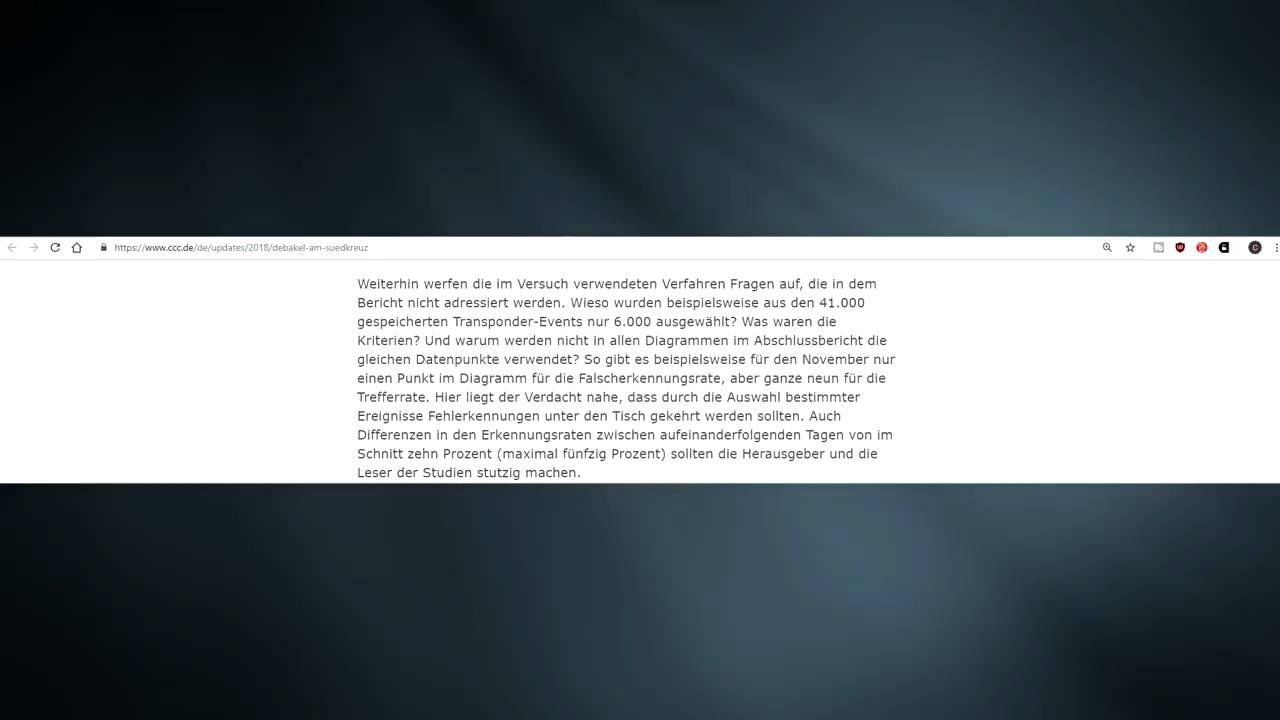 https://www.ccc.de/de/updates/2018/debakel-am-suedkreuz
Weiterhin werfen die im Versuch verwendeten Verfahren Fragen auf, die in dem
Bericht nicht adressiert werden. Wieso wurden beispielsweise aus den 41.000
gespeicherten Transponder-Events nur 6.000 ausgewählt? Was waren die
Kriterien? Und warum werden nicht in allen Diagrammen im Abschlussbericht die
gleichen Datenpunkte verwendet? So gibt es beispielsweise für den November nur
einen Punkt im Diagramm für die Falscherkennungsrate, aber ganze neun für die
Trefferrate. Hier liegt der Verdacht nahe, dass durch die Auswahl bestimmter
Ereignisse Fehlerkennungen unter den Tisch gekehrt werden sollten. Auch
Differenzen in den Erkennungsraten zwischen aufeinanderfolgenden Tagen von im
Schnitt zehn Prozent (maximal fünfzig Prozent) sollten die Herausgeber und die
Leser der Studien stutzig machen.